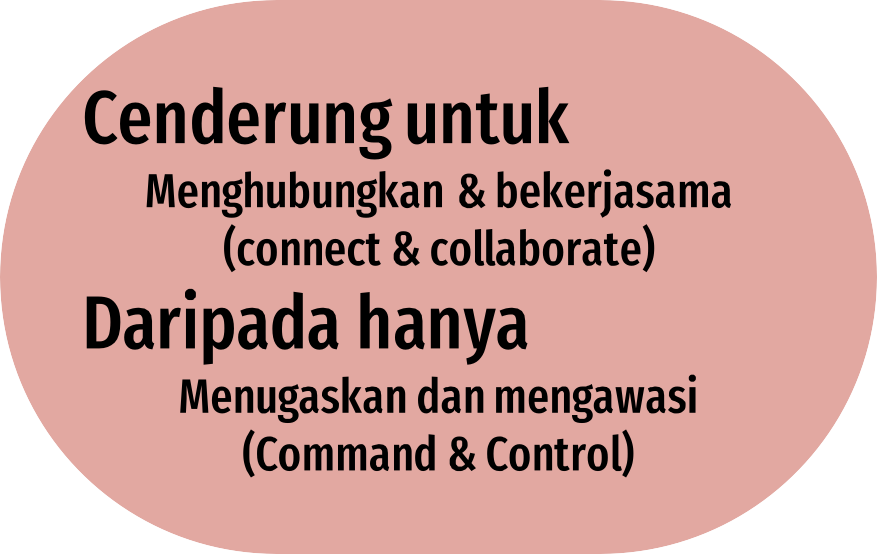 Cenderung untuk
Menghubungkan & bekerjasama
(connect & collaborate)
Daripada hanya
Menugaskan dan mengawasi
(Command & Control)